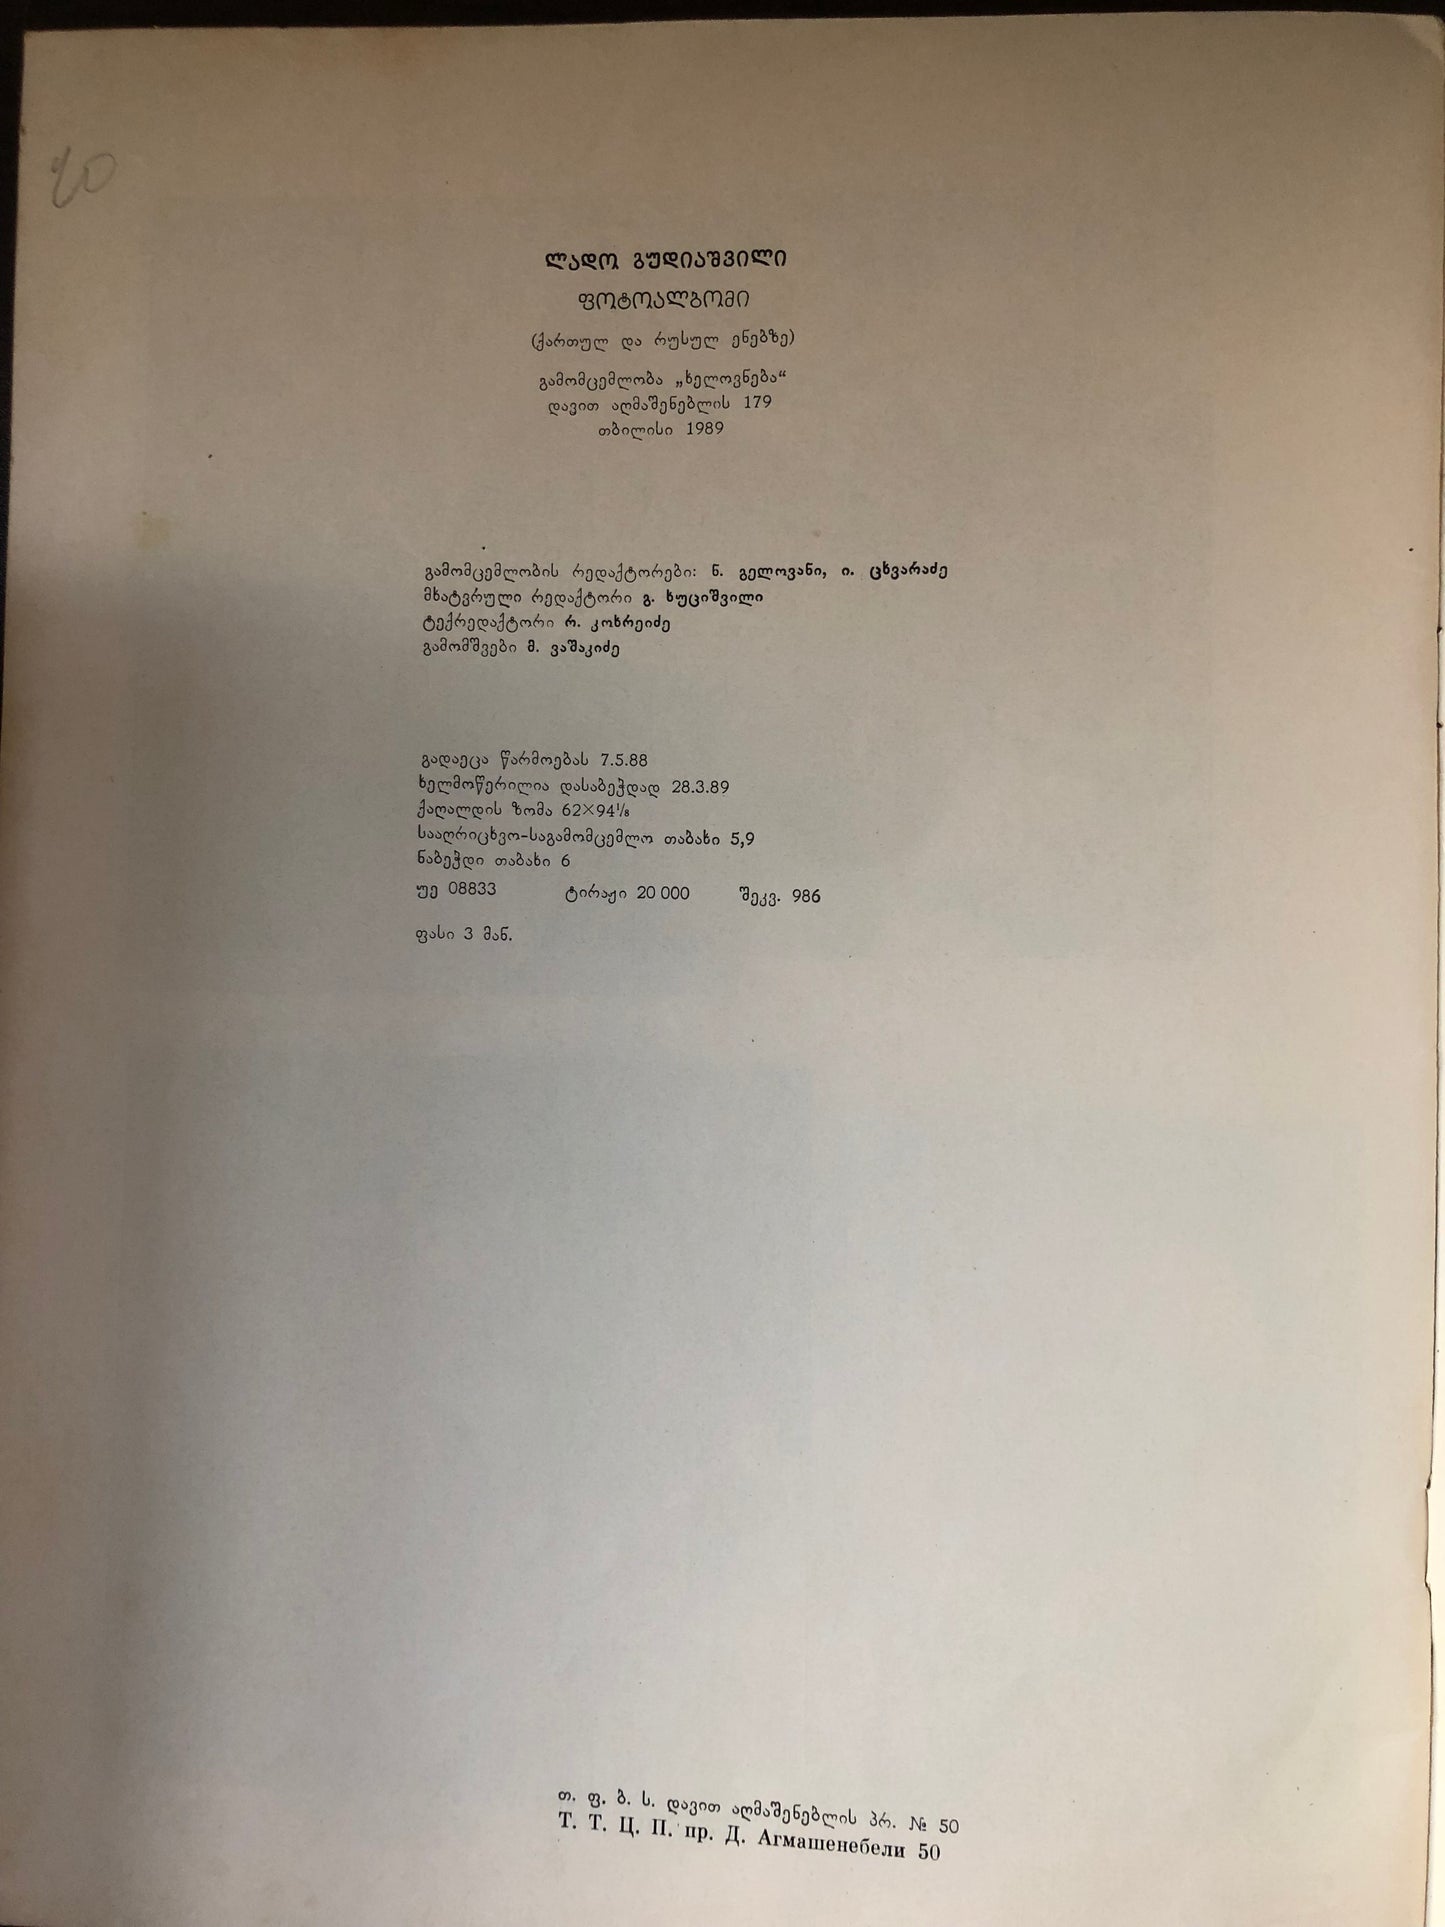 20
ლადო გუდიაშვილი
ფოტოალბომი
(ქართულ და რუსულ ენებზე)
გამომცემლობა „ხელოვნება“
დავით აღმაშენებლის 179
თბილისი 1989
გამომცემლობის რედაქტორები: ნ. გელოვანი, ი. ცხვარაძე
მხატვრული რედაქტორი გ. ხუციშვილი
ტექრედაქტორი რ. კოხრეიძე
გამომშვები მ. ვაშაკიძე
გადაეცა წარმოებას 7.5.88
ხელმოწერილია დასაბეჭდად 28.3.89
ქაღალდის ზომა 62×94⅛
სააღრიცხვო-საგამომცემლო თაბახი 5,9
ნაბეჭდი თაბახი 6
უე 08833 ტირაჟი 20 000 შეკვ. 986
ფასი 3 მან.
თ. ფ. ბ. ს. დავით აღმაშენებლის პრ. № 50
Т. Т. Ц. П. пр. Д. Агмашенебели 50